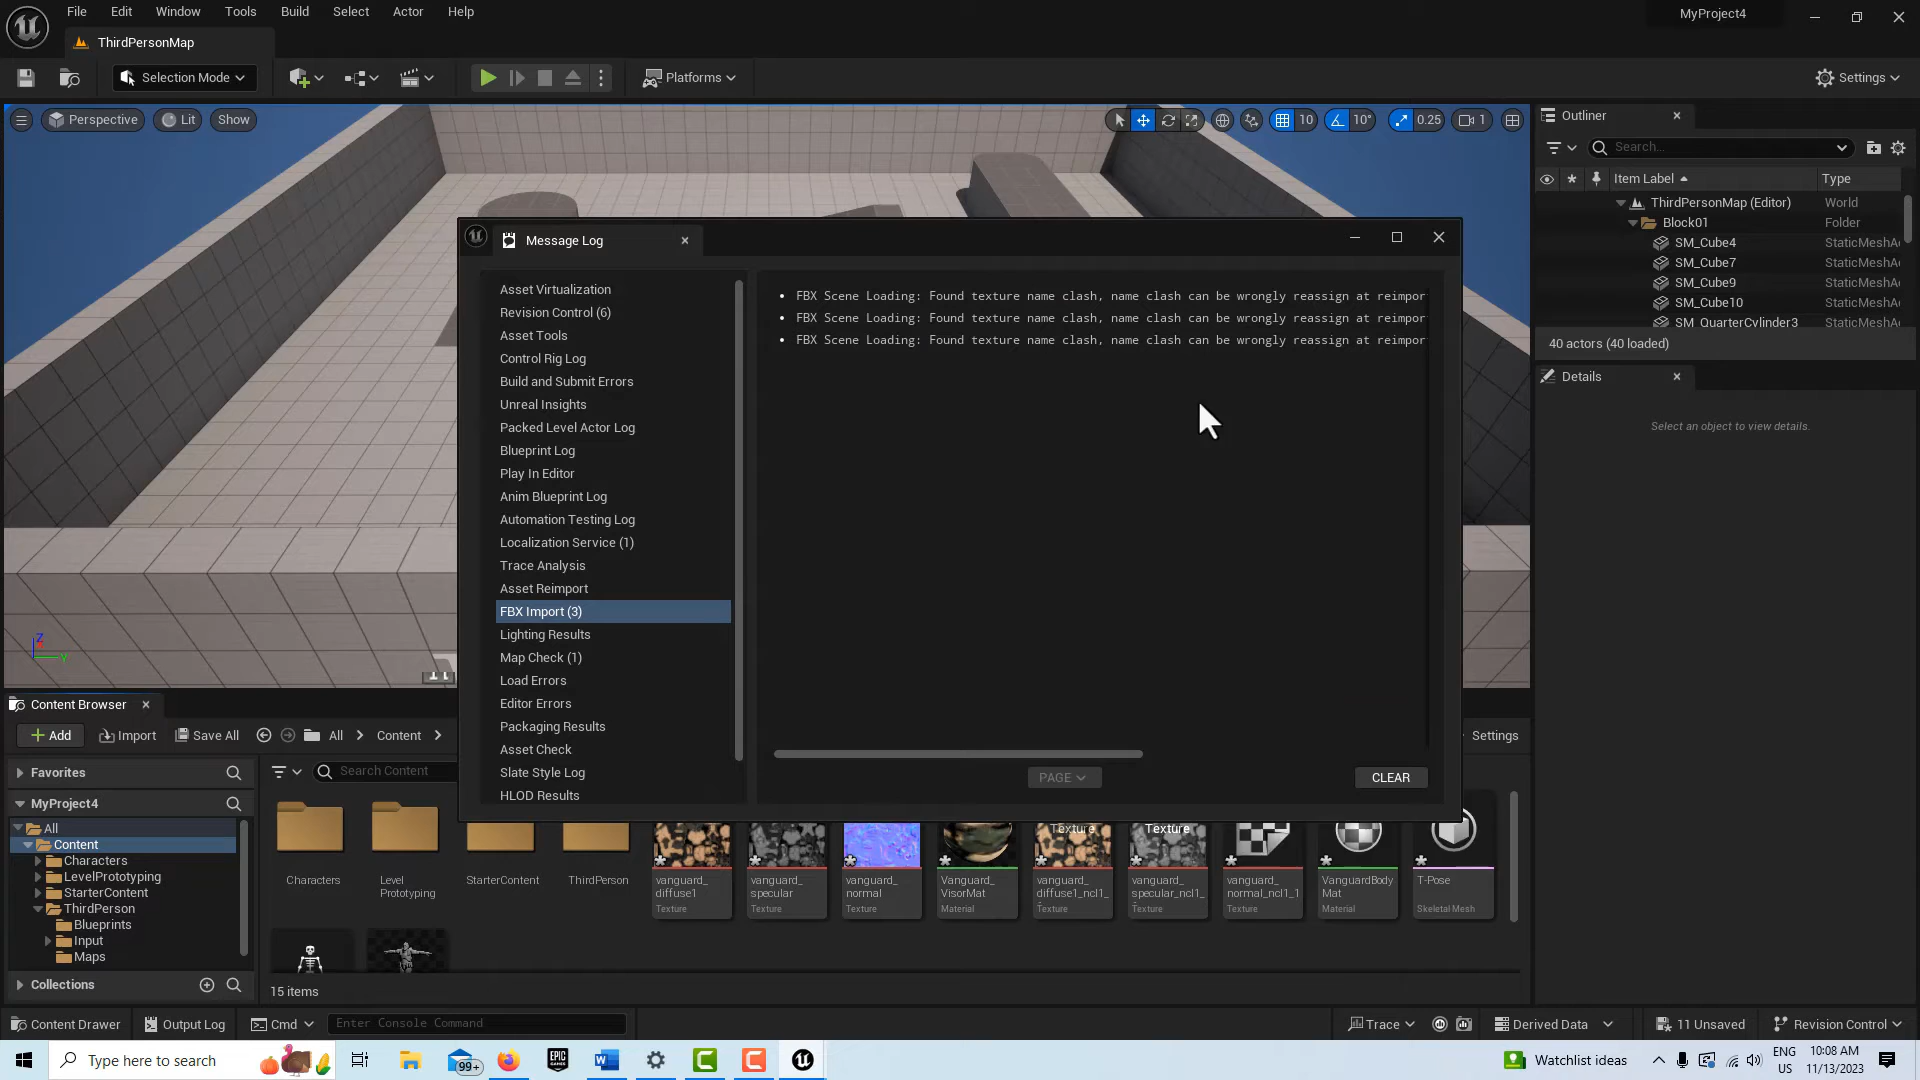 File Edit Window Tools Build Select Actor Help
MyProject4
ThirdPersonMap
Selection Mode
Platforms
Settings
Perspective Lit Show
10 10° 0.25 1
Outliner
Search...
Item Label Type
ThirdPersonMap (Editor) World
Block01 Folder
SM_Cube4 StaticMeshA
SM_Cube7 StaticMeshA
SM_Cube9 StaticMeshA
SM_Cube10 StaticMeshA
SM_QuarterCylinder3 StaticMeshA
40 actors (40 loaded)
Details
Select an object to view details.
Message Log
Asset Virtualization
Revision Control (6)
Asset Tools
Control Rig Log
Build and Submit Errors
Unreal Insights
Packed Level Actor Log
Blueprint Log
Play In Editor
Anim Blueprint Log
Automation Testing Log
Localization Service (1)
Trace Analysis
Asset Reimport
FBX Import (3)
Lighting Results
Map Check (1)
Load Errors
Editor Errors
Packaging Results
Asset Check
Slate Style Log
HLOD Results
• FBX Scene Loading: Found texture name clash, name clash can be wrongly reassign at reimpor
• FBX Scene Loading: Found texture name clash, name clash can be wrongly reassign at reimpor
• FBX Scene Loading: Found texture name clash, name clash can be wrongly reassign at reimpor
PAGE
CLEAR
Z
Y
Content Browser
Add Import Save All All Content
Settings
Favorites
Search Content
MyProject4
All
Content
Characters
LevelPrototyping
StarterContent
ThirdPerson
Blueprints
Input
Maps
Collections
Characters
Level
Prototyping
StarterContent
ThirdPerson
vanguard_
diffuse1
Texture
vanguard_
specular
Texture
vanguard_
normal
Texture
Vanguard_
VisorMat
Material
Texture
vanguard_
diffuse1_ncl1_
Texture
Texture
vanguard_
specular_ncl1_
Texture
vanguard_
normal_ncl1_1
Texture
VanguardBody
Mat
Material
T-Pose
Skeletal Mesh
15 items
Content Drawer Output Log Cmd Enter Console Command
Trace Derived Data 11 Unsaved Revision Control
Type here to search
99+
EPIC
GAMES
Watchlist ideas
ENG
US
10:08 AM
11/13/2023